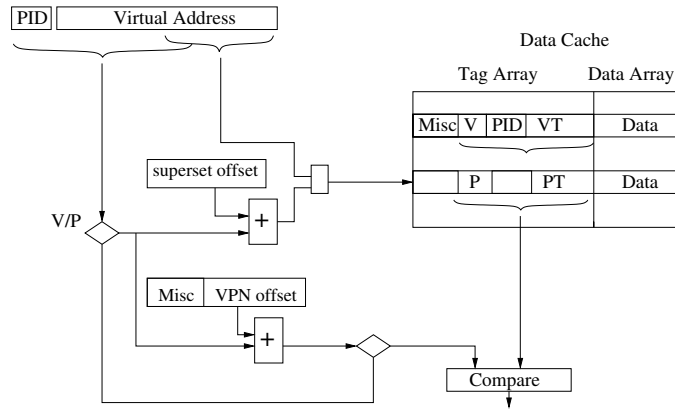 PID Virtual Address
Data Cache
Tag Array Data Array
Misc V PID VT Data
superset offset
P PT Data
+
V/P
Misc VPN offset
+
Compare